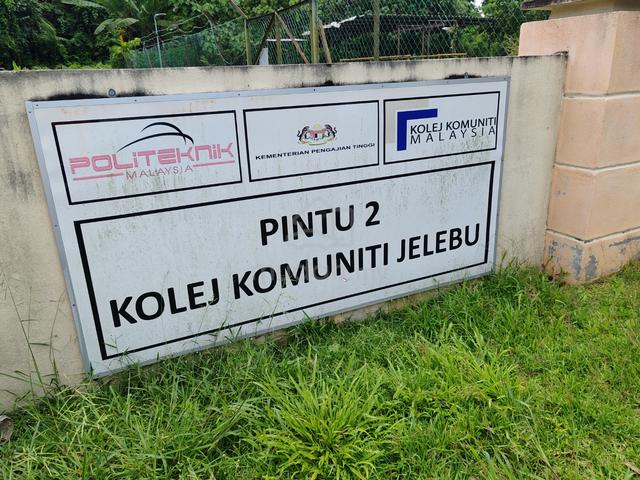 POLITEKNIK
MALAYSIA
KEMENTERIAN PENGAJIAN TINGGI
KOLEJ KOMUNITI
MALAYSIA
PINTU 2
KOLEJ KOMUNITI JELEBU